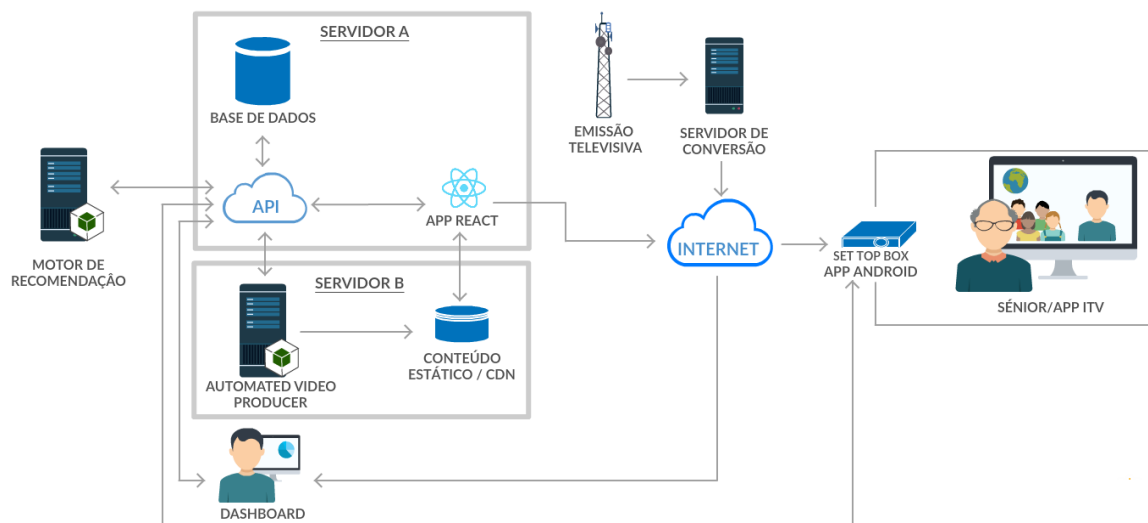 SERVIDOR A
BASE DE DADOS
API
APP REACT
MOTOR DE
RECOMENDAÇÃO
SERVIDOR B
AUTOMATED VIDEO
PRODUCER
CONTEÚDO
ESTÁTICO / CDN
DASHBOARD
EMISSÃO
TELEVISIVA
SERVIDOR DE
CONVERSÃO
INTERNET
SET TOP BOX
APP ANDROID
SÉNIOR/APP ITV